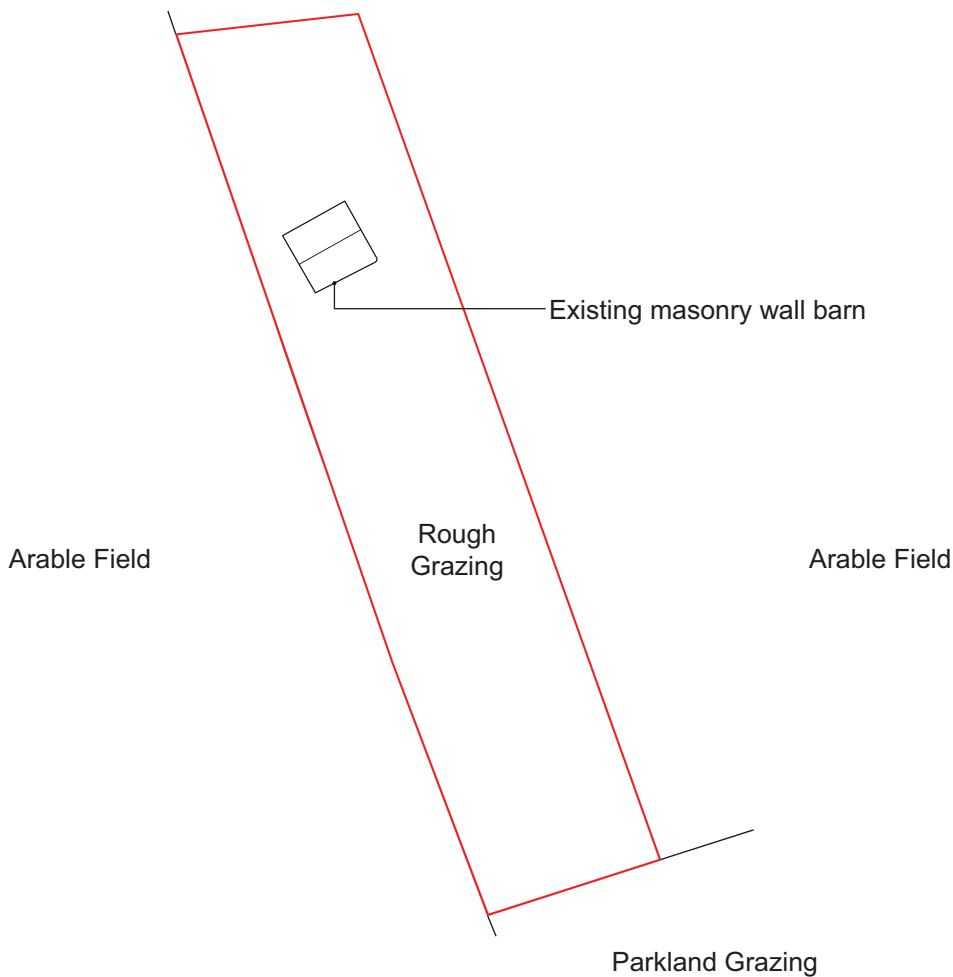 Existing masonry wall barn
Arable Field
Rough
Grazing
Arable Field
Parkland Grazing